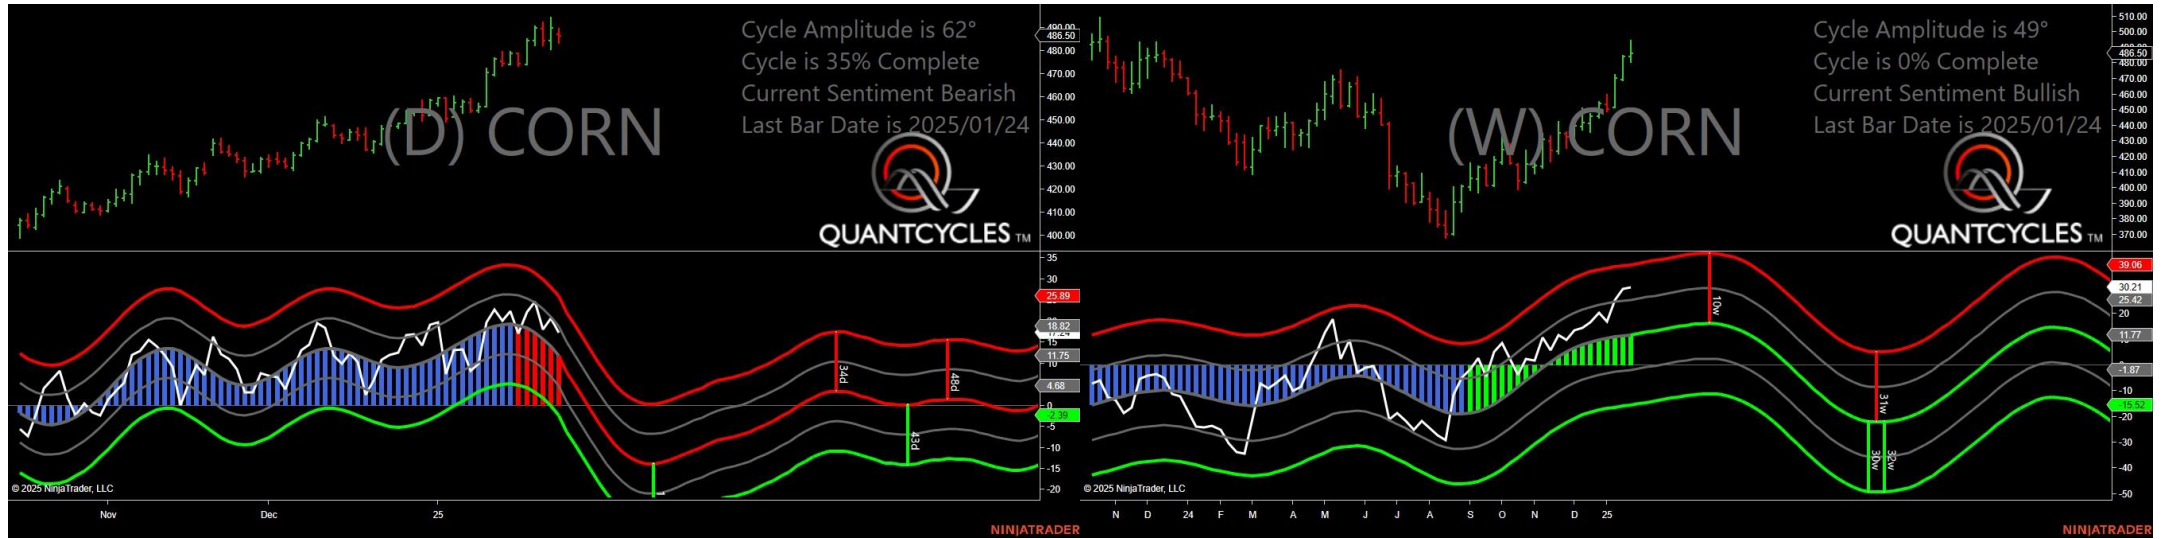 Cycle Amplitude is 62°
Cycle is 35% Complete
Current Sentiment Bearish
Last Bar Date is 2025/01/24
(D) CORN
QUANTCYCLES TM
490.00
486.50
480.00
470.00
460.00
450.00
440.00
430.00
420.00
410.00
400.00
35
30
25.89
18.82
15
11.75
4.68
0
-2.39
-5
-10
-15
-20
34d
43d
48d
© 2025 NinjaTrader, LLC
Nov
Dec
25
NINJATRADER
Cycle Amplitude is 49°
Cycle is 0% Complete
Current Sentiment Bullish
Last Bar Date is 2025/01/24
(W) CORN
QUANTCYCLES TM
510.00
500.00
486.50
480.00
470.00
460.00
450.00
440.00
430.00
420.00
410.00
400.00
390.00
380.00
370.00
39.06
30.21
25.42
20
11.77
-1.87
-10
-15.52
-20
-30
-40
-50
10w
31w
30w
32w
© 2025 NinjaTrader, LLC
N D 24 F M A M J J A S O N D 25
NINJATRADER